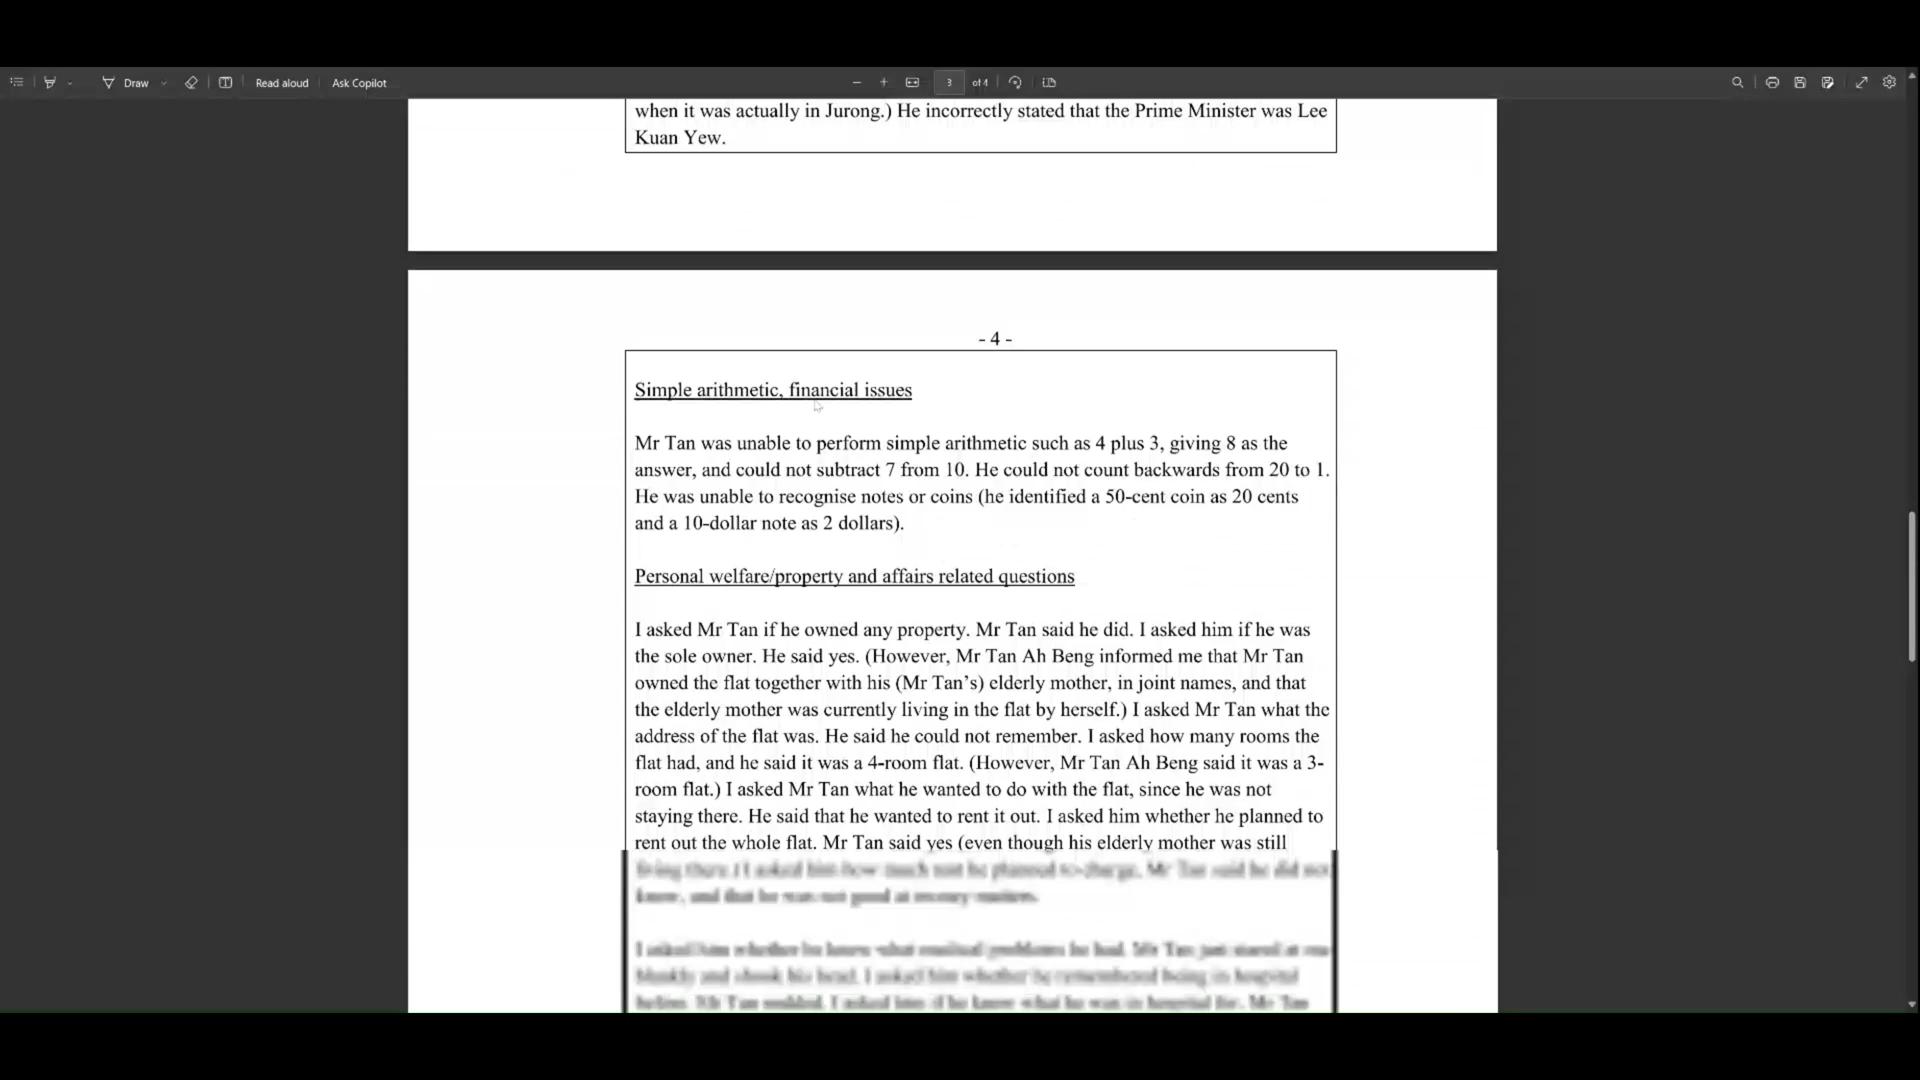 Draw
Read aloud
Ask Copilot
3
of 4
when it was actually in Jurong.) He incorrectly stated that the Prime Minister was Lee
Kuan Yew.
- 4 -
Simple arithmetic, financial issues
Mr Tan was unable to perform simple arithmetic such as 4 plus 3, giving 8 as the
answer, and could not subtract 7 from 10. He could not count backwards from 20 to 1.
He was unable to recognise notes or coins (he identified a 50-cent coin as 20 cents
and a 10-dollar note as 2 dollars).
Personal welfare/property and affairs related questions
I asked Mr Tan if he owned any property. Mr Tan said he did. I asked him if he was
the sole owner. He said yes. (However, Mr Tan Ah Beng informed me that Mr Tan
owned the flat together with his (Mr Tan’s) elderly mother, in joint names, and that
the elderly mother was currently living in the flat by herself.) I asked Mr Tan what the
address of the flat was. He said he could not remember. I asked how many rooms the
flat had, and he said it was a 4-room flat. (However, Mr Tan Ah Beng said it was a 3-
room flat.) I asked Mr Tan what he wanted to do with the flat, since he was not
staying there. He said that he wanted to rent it out. I asked him whether he planned to
rent out the whole flat. Mr Tan said yes (even though his elderly mother was still